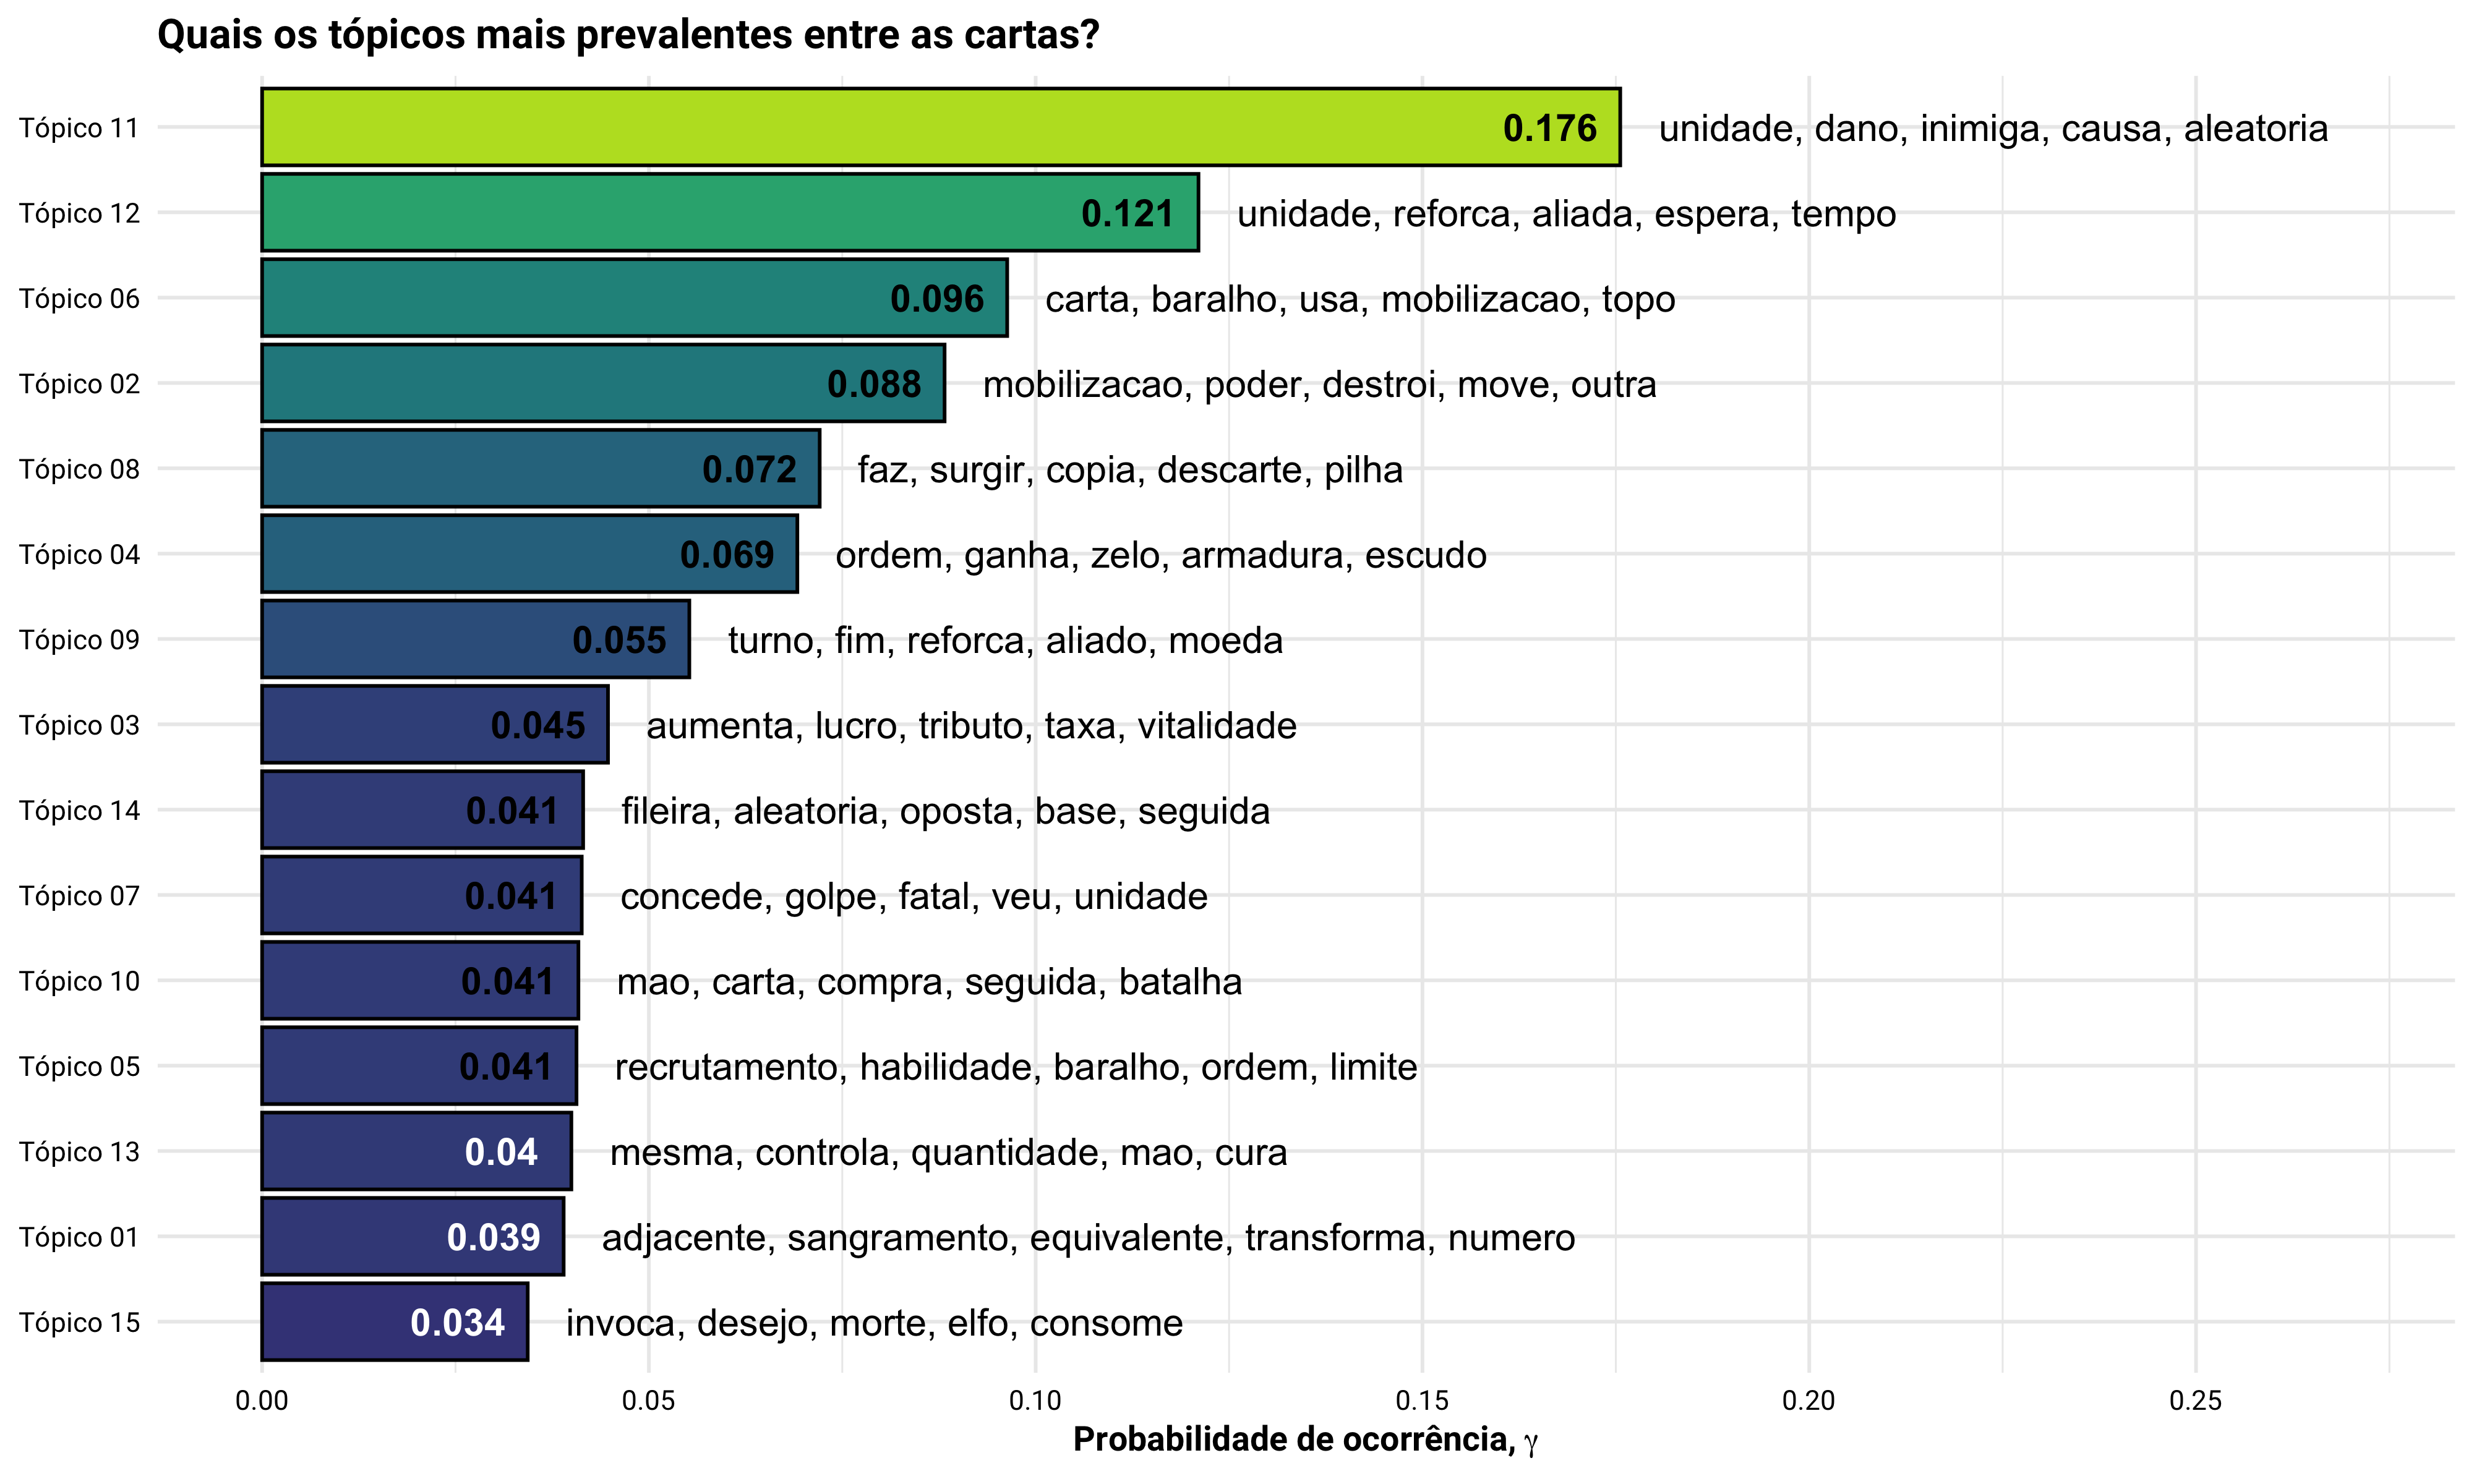 Quais os tópicos mais prevalentes entre as cartas?
Tópico 11 0.176 unidade, dano, inimiga, causa, aleatoria
Tópico 12 0.121 unidade, reforca, aliada, espera, tempo
Tópico 06 0.096 carta, baralho, usa, mobilizacao, topo
Tópico 02 0.088 mobilizacao, poder, destroi, move, outra
Tópico 08 0.072 faz, surgir, copia, descarte, pilha
Tópico 04 0.069 ordem, ganha, zelo, armadura, escudo
Tópico 09 0.055 turno, fim, reforca, aliado, moeda
Tópico 03 0.045 aumenta, lucro, tributo, taxa, vitalidade
Tópico 14 0.041 fileira, aleatoria, oposta, base, seguida
Tópico 07 0.041 concede, golpe, fatal, veu, unidade
Tópico 10 0.041 mao, carta, compra, seguida, batalha
Tópico 05 0.041 recrutamento, habilidade, baralho, ordem, limite
Tópico 13 0.04 mesma, controla, quantidade, mao, cura
Tópico 01 0.039 adjacente, sangramento, equivalente, transforma, numero
Tópico 15 0.034 invoca, desejo, morte, elfo, consome
0.00 0.05 0.10 0.15 0.20 0.25
Probabilidade de ocorrência, γ